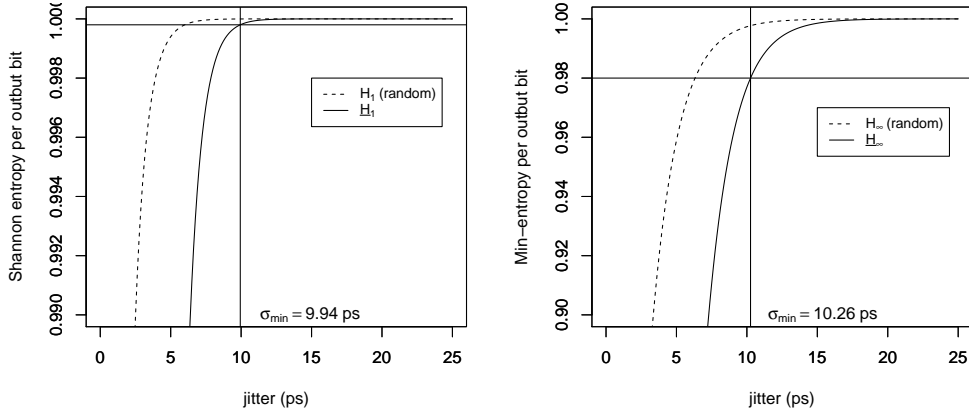 Shannon entropy per outbut bit
0.990
0.992
0.994
0.996
0.998
1.000
H₁ (random)
H₁
σmin = 9.94 ps
0 5 10 15 20 25
jitter (ps)
Min−entropy per outbut bit
0.90
0.92
0.94
0.96
0.98
1.00
H∞ (random)
H∞
σmin = 10.26 ps
0 5 10 15 20 25
jitter (ps)